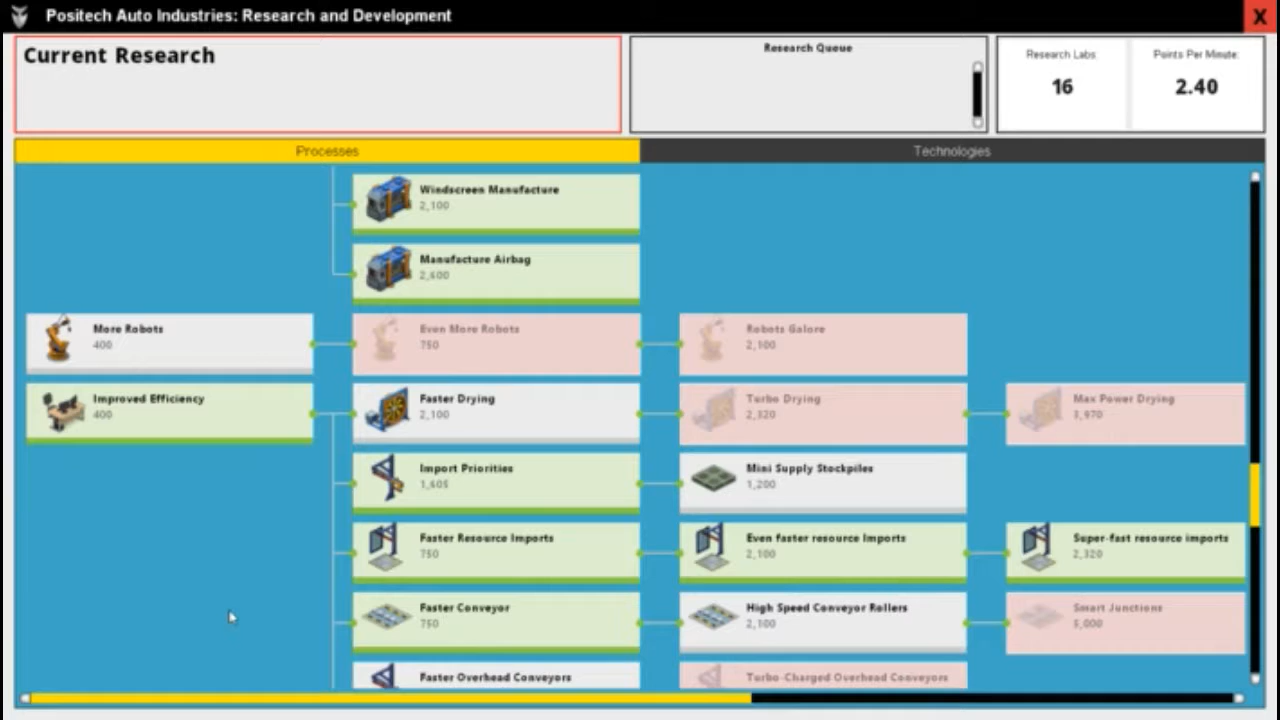 Positech Auto Industries: Research and Development
X
Current Research
Research Queue
Research Labs:
16
Points Per Minute:
2.40
Processes
Technologies
Windscreen Manufacture
2,100
Manufacture Airbag
2,600
More Robots
400
Even More Robots
750
Robots Galore
2,100
Improved Efficiency
400
Faster Drying
2,100
Turbo Drying
2,320
Max Power Drying
3,970
Import Priorities
1,605
Mini Supply Stockpiles
1,200
Faster Resource Imports
750
Even faster resource Imports
2,100
Super-fast resource imports
2,320
Faster Conveyor
750
High Speed Conveyor Rollers
2,100
Smart Junctions
5,000
Faster Overhead Conveyors
Turbo-Charged Overhead Conveyors